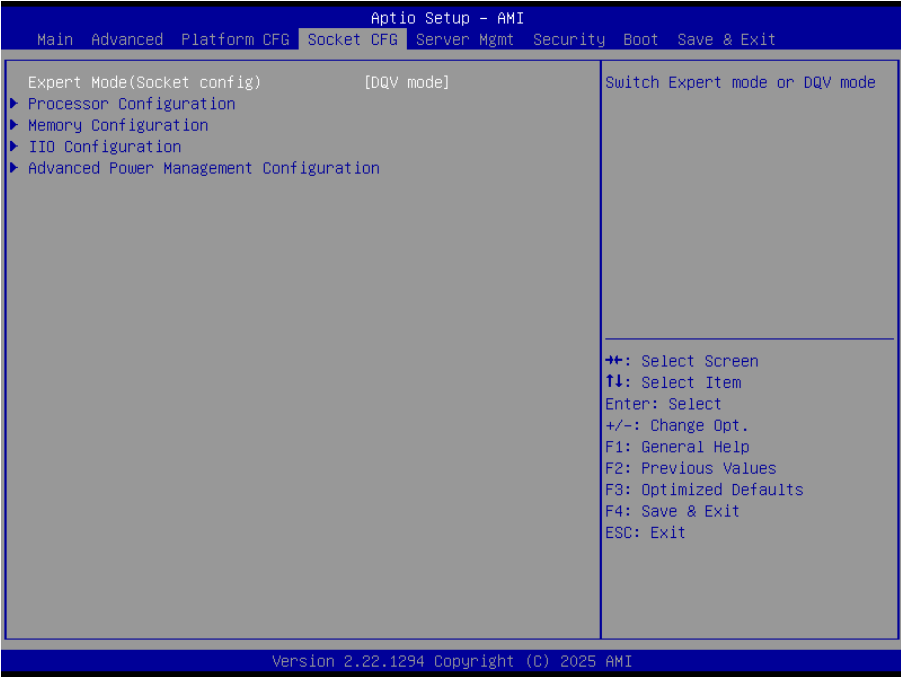 Aptio Setup - AMI
Main Advanced Platform CFG Socket CFG Server Mgmt Security Boot Save & Exit
Expert Mode(Socket config) [DQV mode]
Processor Configuration
Memory Configuration
IIO Configuration
Advanced Power Management Configuration
Switch Expert mode or DQV mode
→←: Select Screen
↑↓: Select Item
Enter: Select
+/-: Change Opt.
F1: General Help
F2: Previous Values
F3: Optimized Defaults
F4: Save & Exit
ESC: Exit
Version 2.22.1294 Copyright (C) 2025 AMI